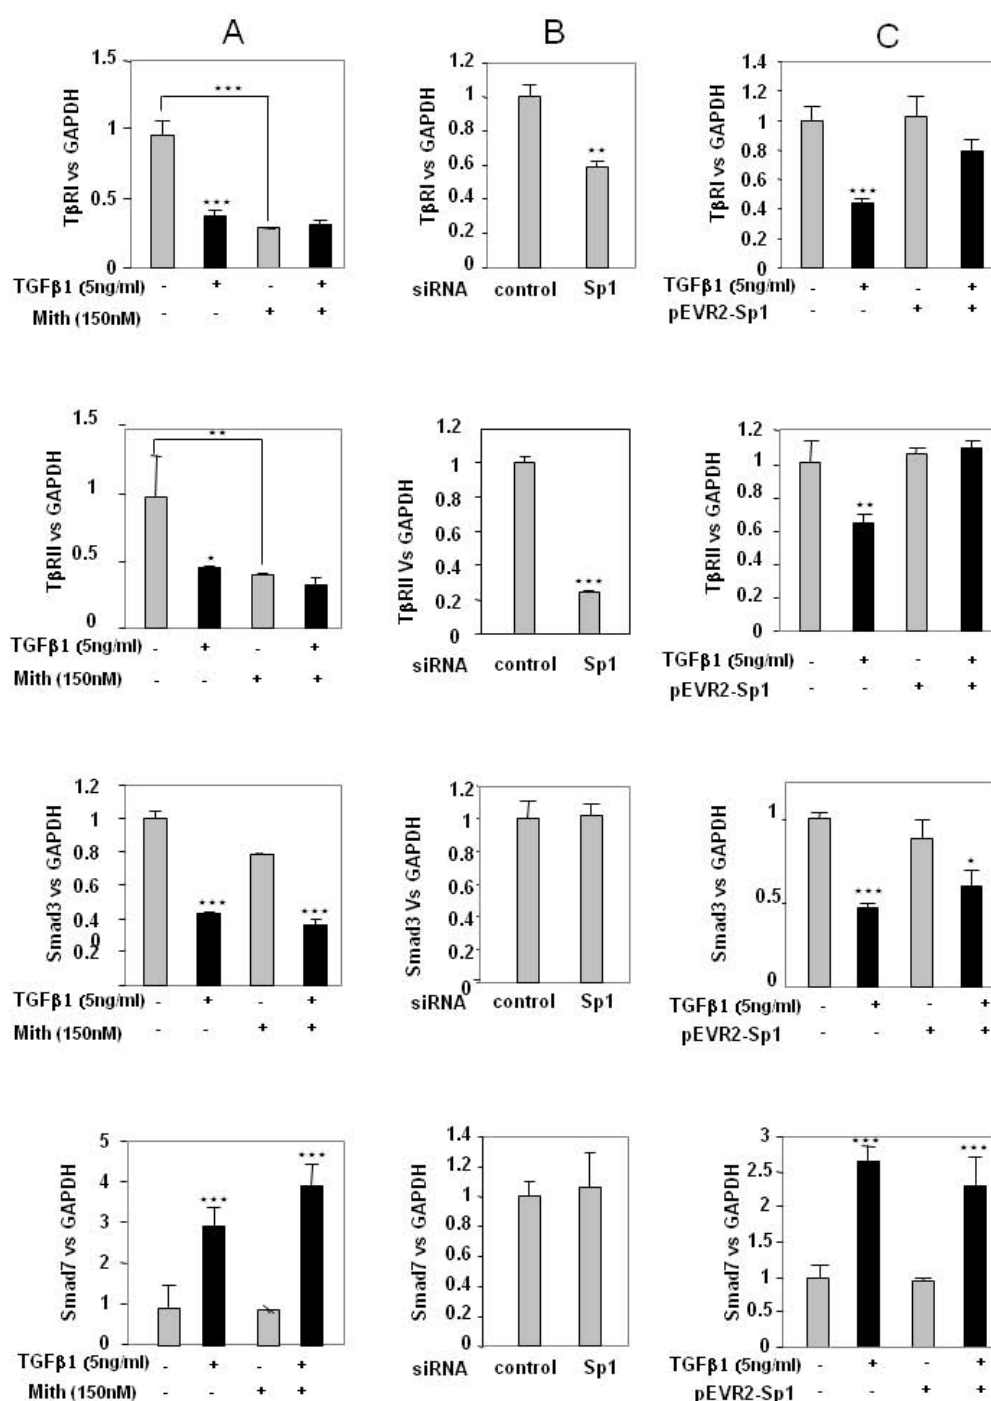 A
B
C
1.5
1
0.5
0
TβRI vs GAPDH
★★★
★★★
TGFβ1 (5ng/ml) - + - +
Mith (150nM) - - + +
1.2
1
0.8
0.6
0.4
0.2
0
TβRI vs GAPDH
★★
siRNA control Sp1
1.4
1.2
1
0.8
0.6
0.4
0.2
0
TβRI vs GAPDH
★★★
TGFβ1 (5ng/ml) - + - +
pEVR2-Sp1 - - + +
1.5
1
0.5
0
TβRII vs GAPDH
★★
★
TGFβ1 (5ng/ml) - + - +
Mith (150nM) - - + +
1.2
1
0.8
0.6
0.4
0.2
0
TβRII Vs GAPDH
★★★
siRNA control Sp1
1.2
1
0.8
0.6
0.4
0.2
0
TβRII vs GAPDH
★★
TGFβ1 (5ng/ml) - + - +
pEVR2-Sp1 - - + +
1.2
1
0.8
0.6
0.4
0.2
0
Smad3 vs GAPDH
★★★
★★★
TGFβ1 (5ng/ml) - + - +
Mith (150nM) - - + +
1.2
1
0.8
0.6
0.4
0.2
0
Smad3 Vs GAPDH
siRNA control Sp1
1
0.5
0
Smad3 vs GAPDH
★★★
★
TGFβ1 (5ng/ml) - + - +
pEVR2-Sp1 - - + +
5
4
3
2
1
0
Smad7 vs GAPDH
★★★
★★★
TGFβ1 (5ng/ml) - + - +
Mith (150nM) - - + +
1.4
1.2
1
0.8
0.6
0.4
0.2
0
Smad7 vs GAPDH
siRNA control Sp1
3
2.5
2
1.5
1
0.5
0
Smad7 vs GAPDH
★★★
★★★
TGFβ1 (5ng/ml) - + - +
pEVR2-Sp1 - - + +